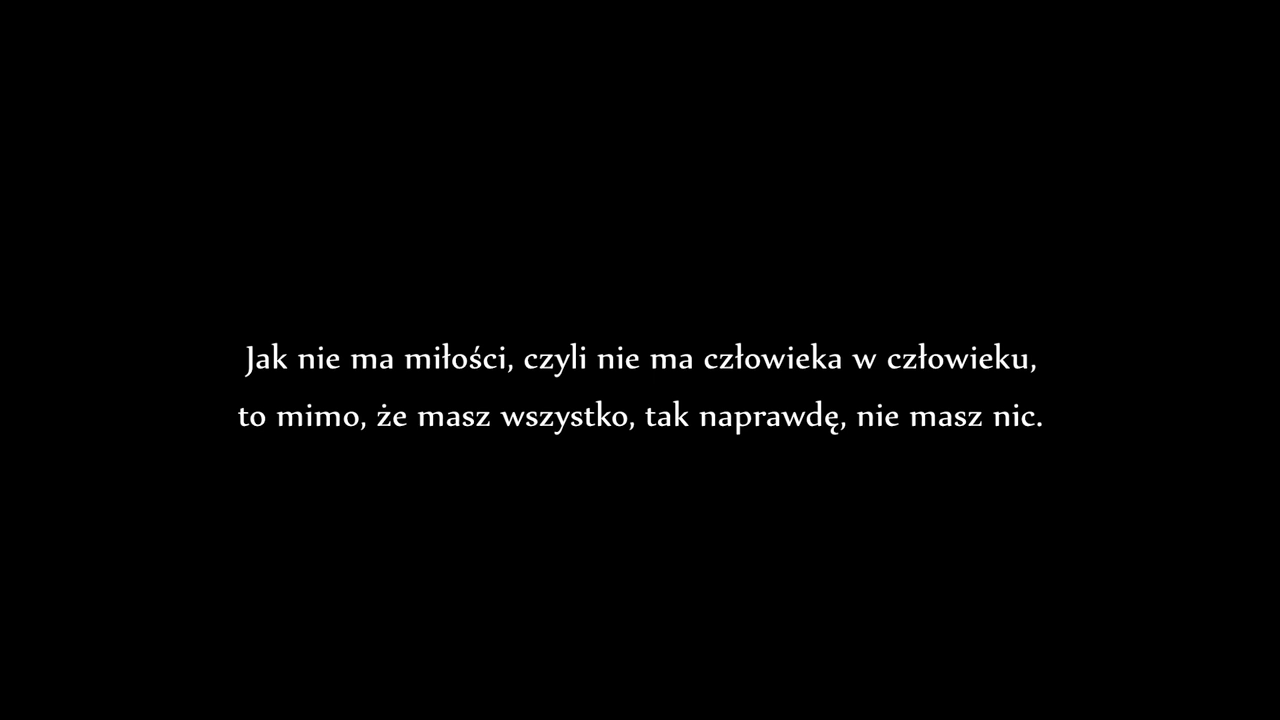 Jak nie ma miłości, czyli nie ma człowieka w człowieku,
to mimo, że masz wszystko, tak naprawdę, nie masz nic.